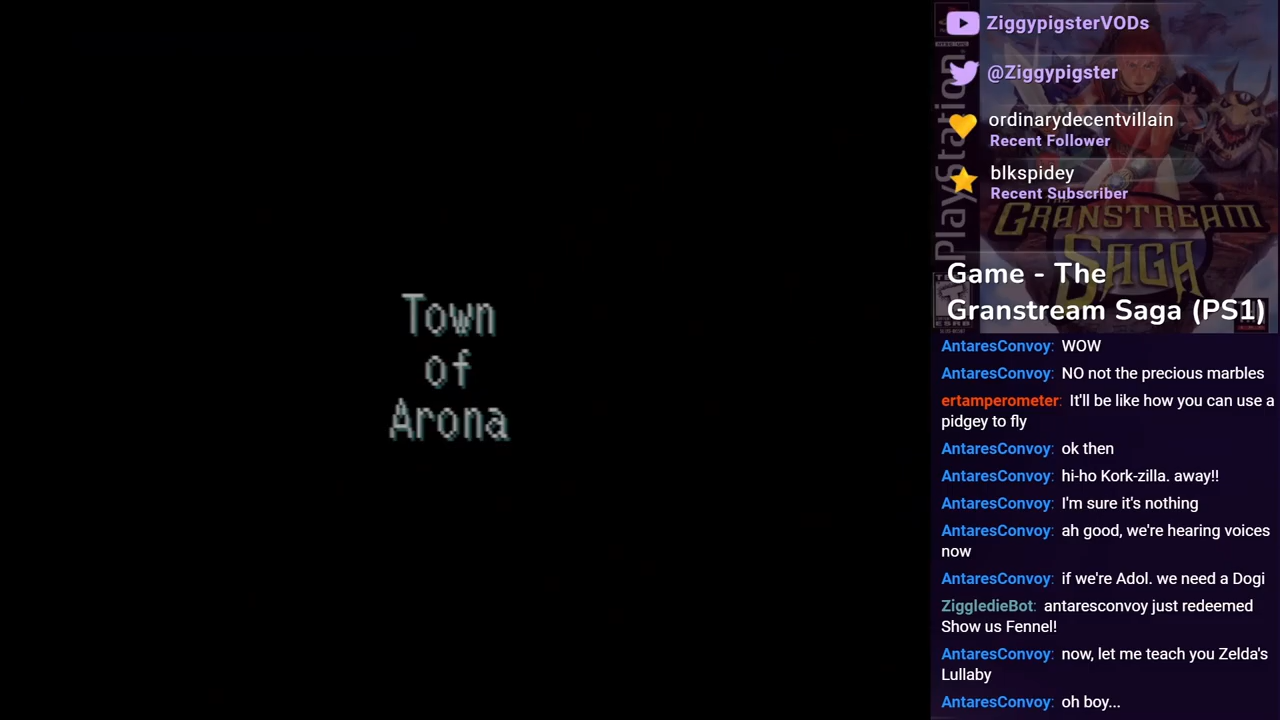 Town
of
Arona
ZiggypigsterVODs
@Ziggypigster
ordinarydecentvillain
Recent Follower
blkspidey
Recent Subscriber
PlayStation
THE
GRANSTREAM
SAGA
Game - The
Granstream Saga (PS1)
AntaresConvoy: WOW
AntaresConvoy: NO not the precious marbles
ertamperometer: It'll be like how you can use a
pidgey to fly
AntaresConvoy: ok then
AntaresConvoy: hi-ho Kork-zilla. away!!
AntaresConvoy: I'm sure it's nothing
AntaresConvoy: ah good, we're hearing voices
now
AntaresConvoy: if we're Adol. we need a Dogi
ZiggledieBot: antaresconvoy just redeemed
Show us Fennel!
AntaresConvoy: now, let me teach you Zelda's
Lullaby
AntaresConvoy: oh boy...